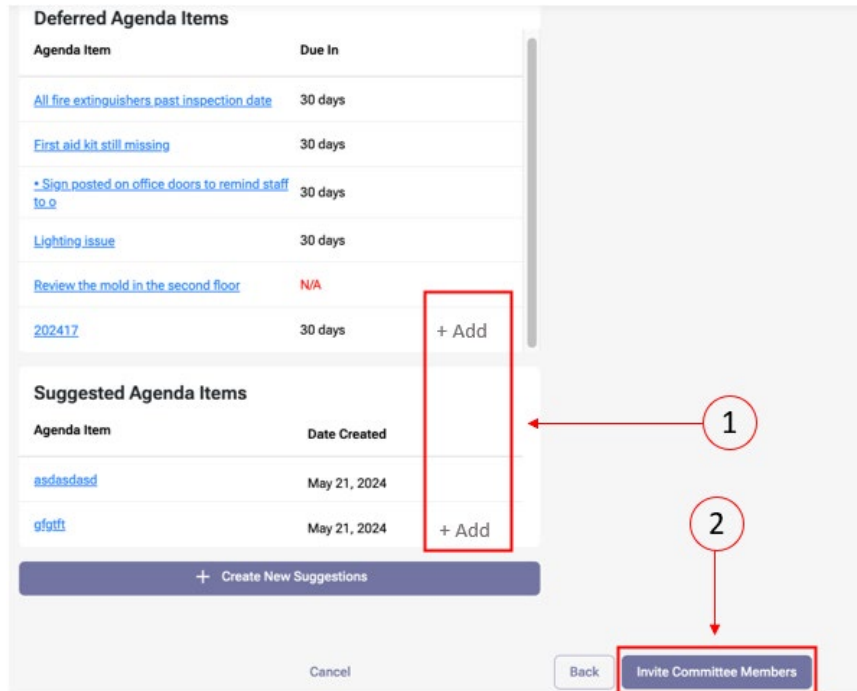 Deferred Agenda Items
Agenda Item Due In
All fire extinguishers past inspection date 30 days
First aid kit still missing 30 days
• Sign posted on office doors to remind staff
to o 30 days
Lighting issue 30 days
Review the mold in the second floor N/A
202417 30 days + Add
Suggested Agenda Items
Agenda Item Date Created
1
asdasdasd May 21, 2024
gfgtft May 21, 2024 + Add
2
+ Create New Suggestions
Cancel Back Invite Committee Members